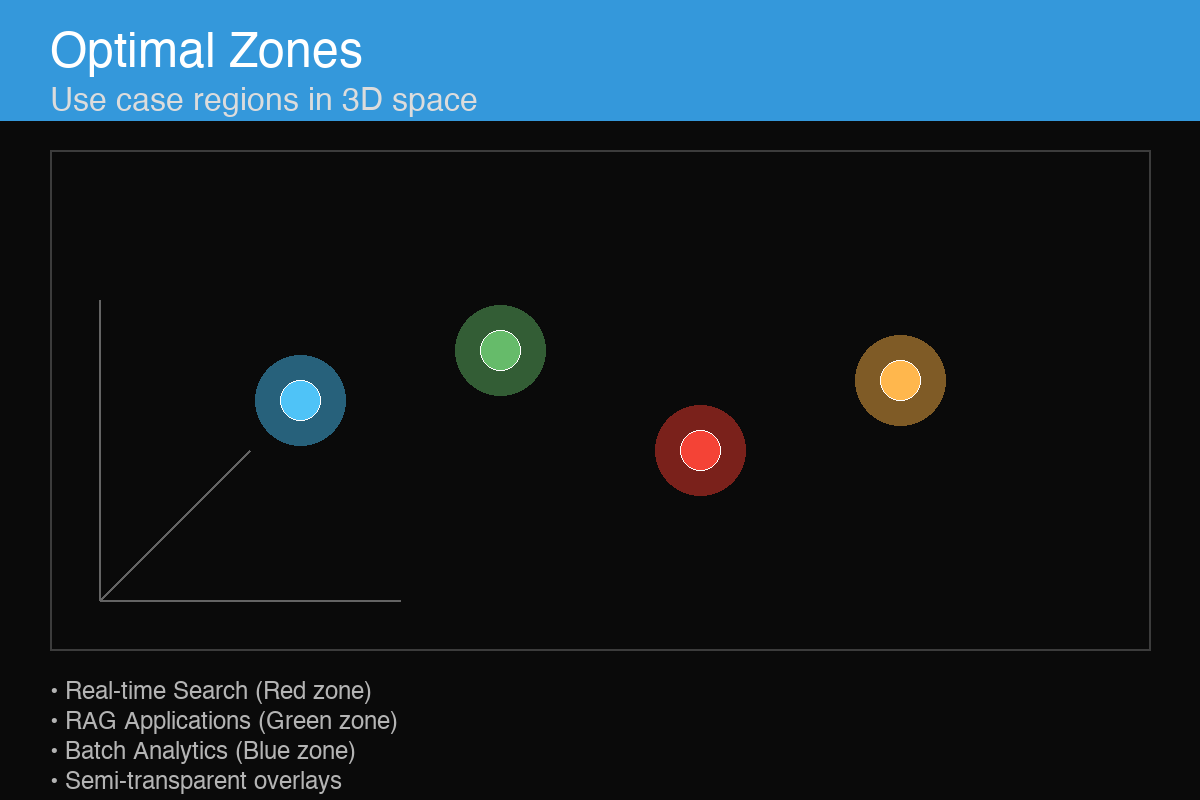 Optimal Zones
Use case regions in 3D space
• Real-time Search (Red zone)
• RAG Applications (Green zone)
• Batch Analytics (Blue zone)
• Semi-transparent overlays